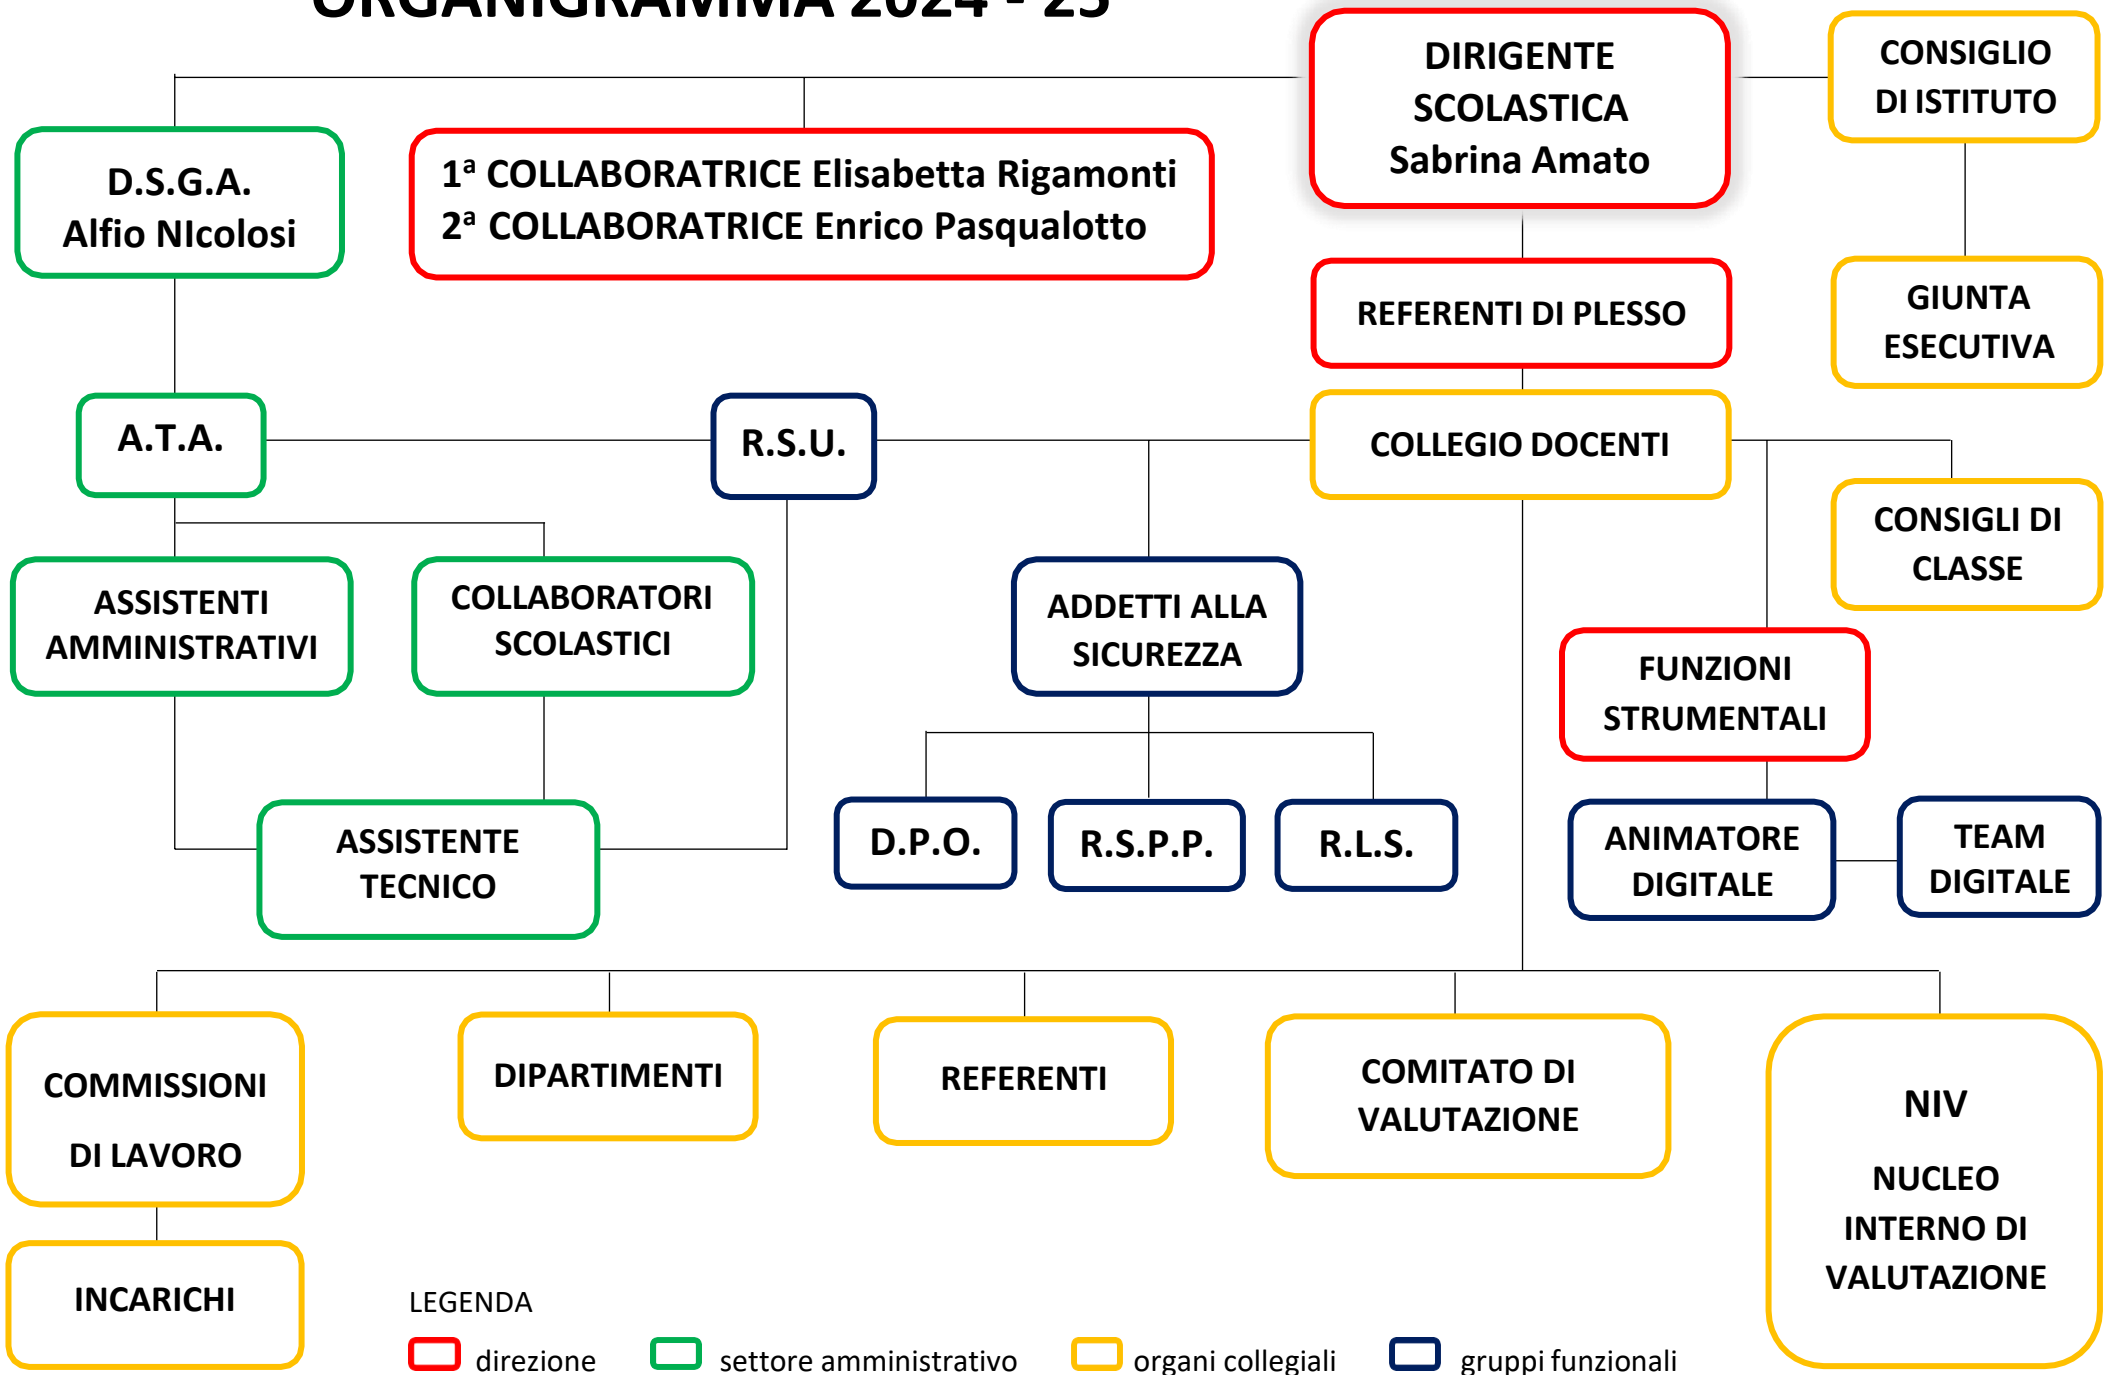 ORGANIGRAMMA 2024 - 25
DIRIGENTE
SCOLASTICA
Sabrina Amato
CONSIGLIO
DI ISTITUTO
D.S.G.A.
Alfio NIcolosi
1ª COLLABORATRICE Elisabetta Rigamonti
2ª COLLABORATRICE Enrico Pasqualotto
REFERENTI DI PLESSO
GIUNTA
ESECUTIVA
A.T.A.
R.S.U.
COLLEGIO DOCENTI
CONSIGLI DI
CLASSE
ASSISTENTI
AMMINISTRATIVI
COLLABORATORI
SCOLASTICI
ADDETTI ALLA
SICUREZZA
FUNZIONI
STRUMENTALI
ASSISTENTE
TECNICO
D.P.O.
R.S.P.P.
R.L.S.
ANIMATORE
DIGITALE
TEAM
DIGITALE
COMMISSIONI
DI LAVORO
DIPARTIMENTI
REFERENTI
COMITATO DI
VALUTAZIONE
NIV
NUCLEO
INTERNO DI
VALUTAZIONE
INCARICHI
LEGENDA
direzione
settore amministrativo
organi collegiali
gruppi funzionali